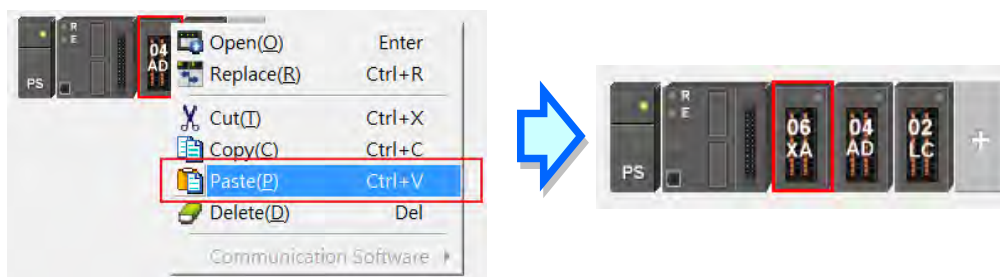 R
E
PS
04
AD
Open(O) Enter
Replace(R) Ctrl+R
Cut(T) Ctrl+X
Copy(C) Ctrl+C
Paste(P) Ctrl+V
Delete(D) Del
Communication Software
R
E
PS
06
XA
04
AD
02
LC
+